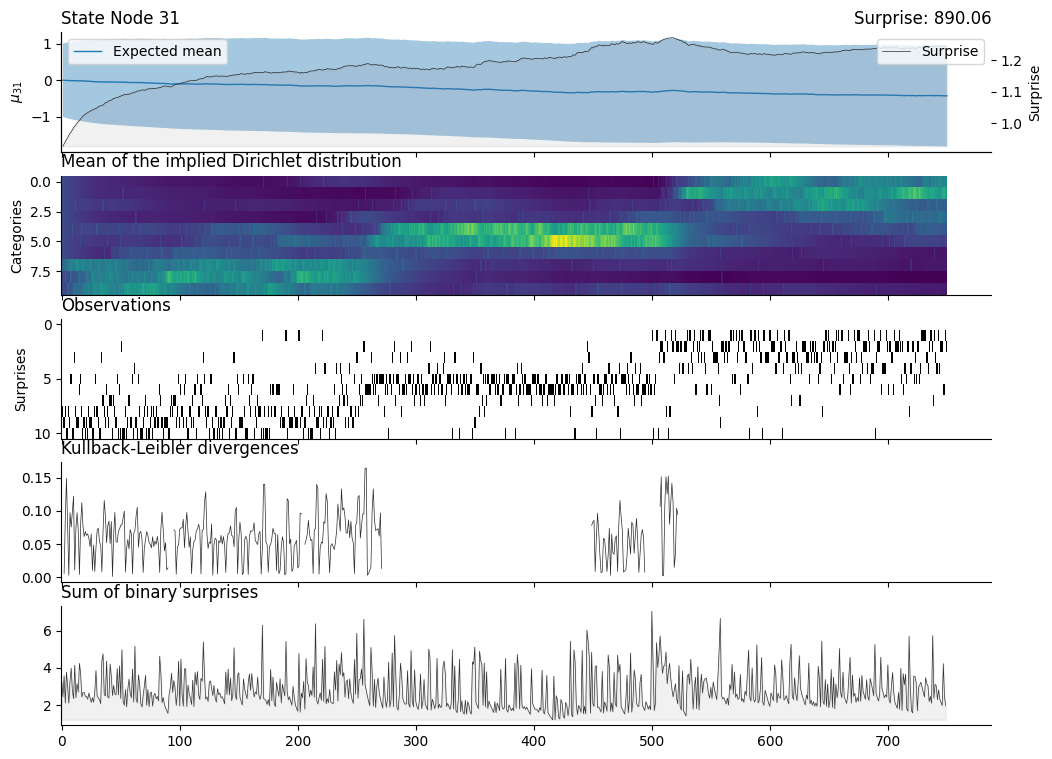 State Node 31
Surprise: 890.06
1
0
−1
μ31
Expected mean
Surprise
1.2
1.1
1.0
Surprise
Mean of the implied Dirichlet distribution
0.0
2.5
5.0
7.5
Categories
Observations
0
5
10
Surprises
Kullback-Leibler divergences
0.15
0.10
0.05
0.00
Sum of binary surprises
6
4
2
0 100 200 300 400 500 600 700